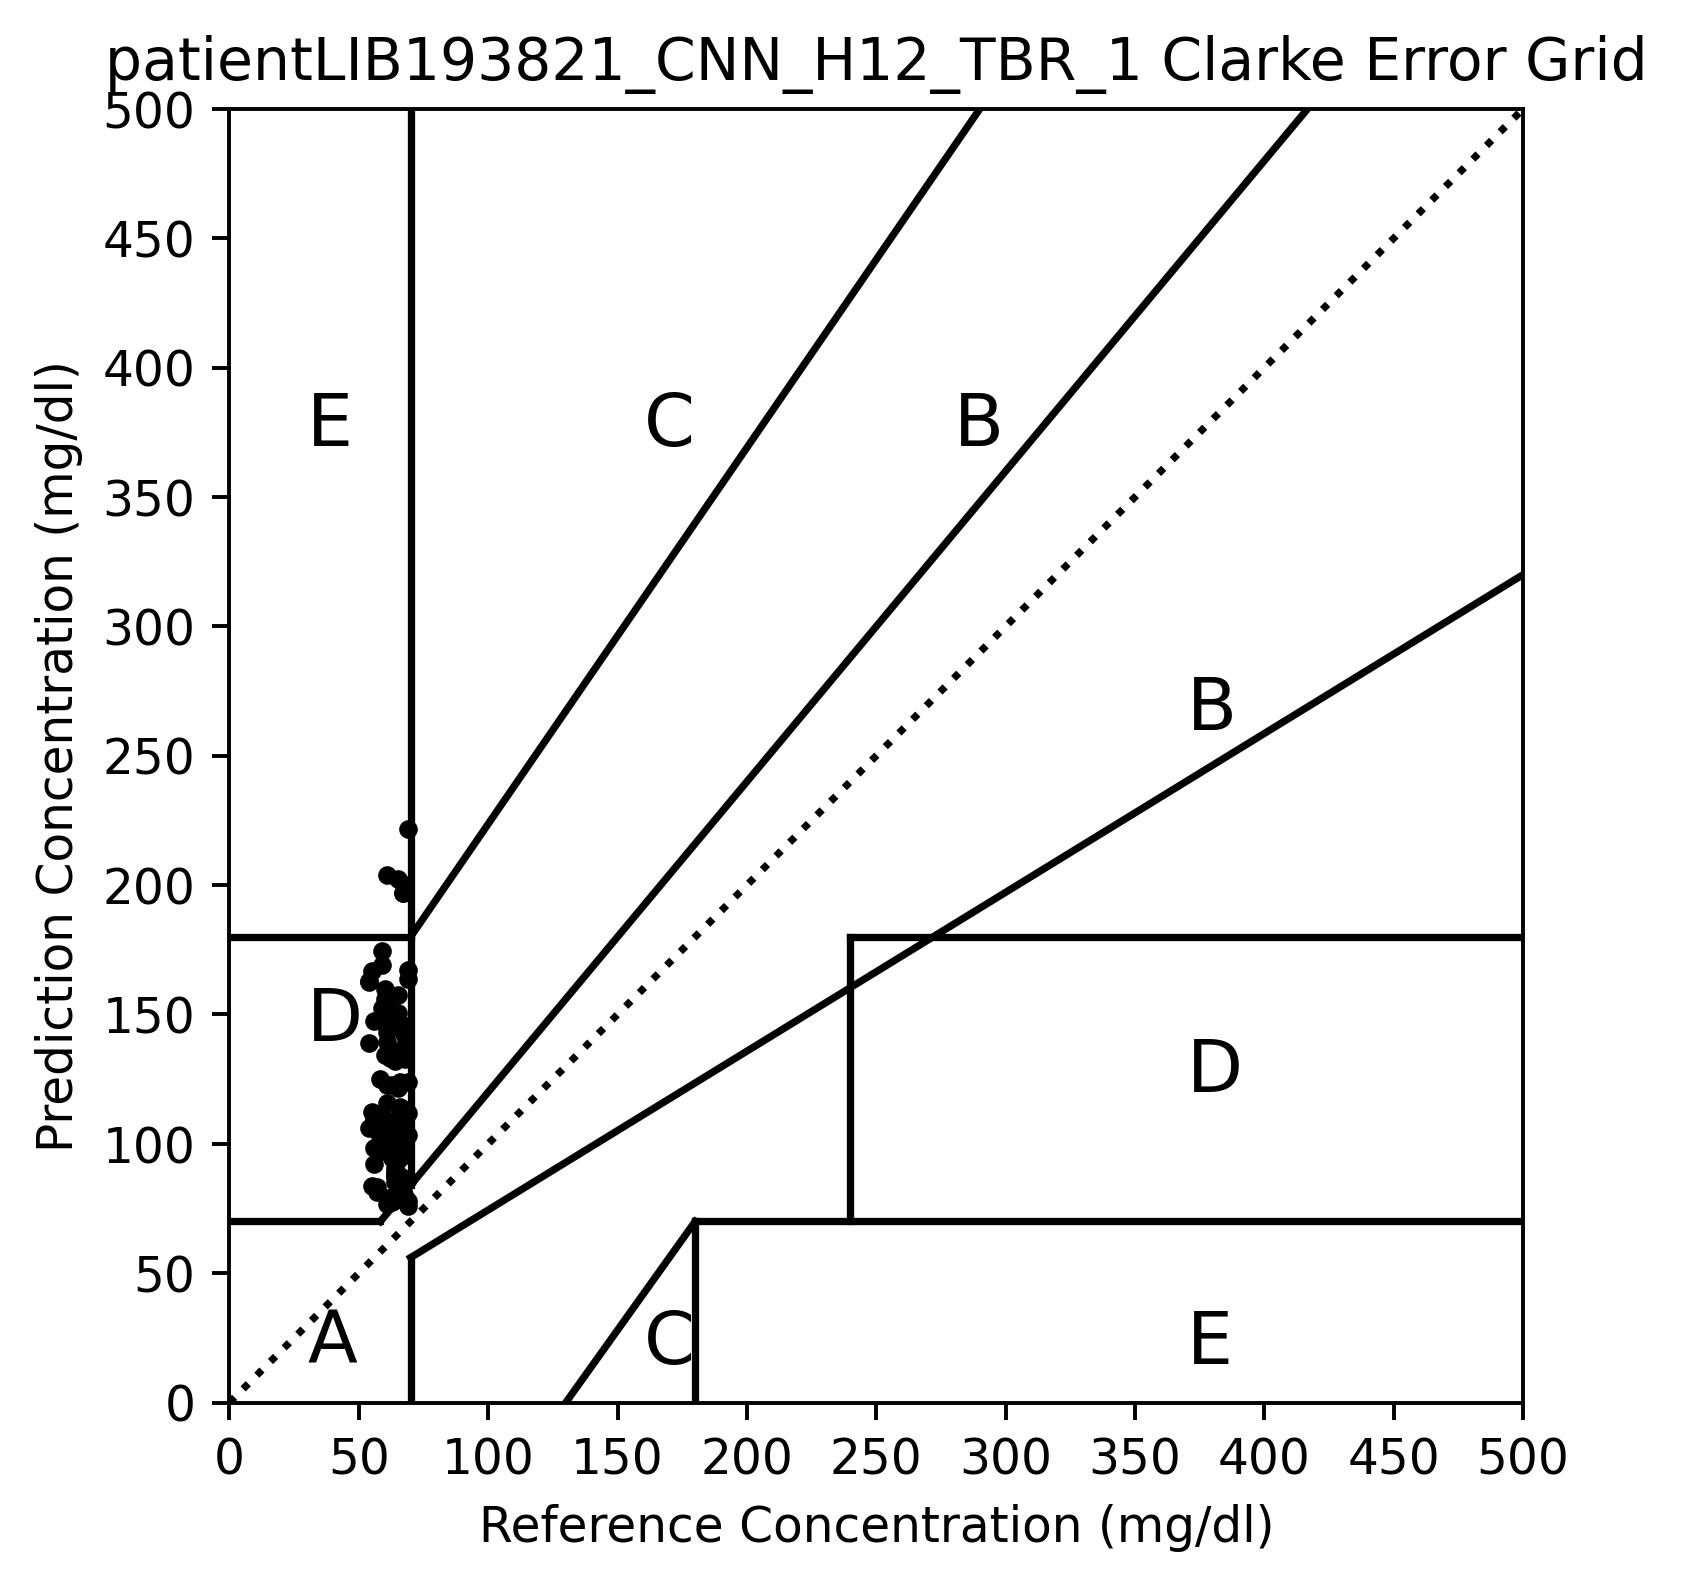 patientLIB193821_CNN_H12_TBR_1 Clarke Error Grid
500
450
400
350
300
250
200
150
100
50
0
Prediction Concentration (mg/dl)
E
C
B
B
D
D
A
C
E
0 50 100 150 200 250 300 350 400 450 500
Reference Concentration (mg/dl)